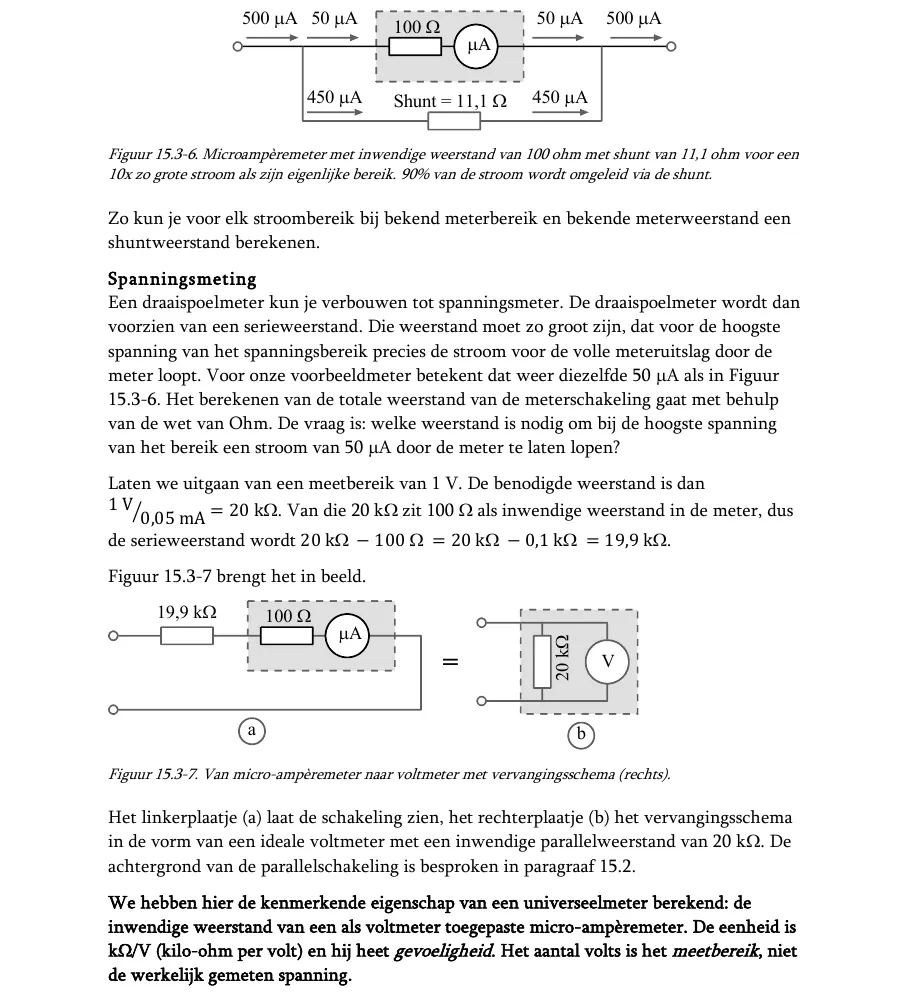 500 µA 50 µA 100 Ω µA 50 µA 500 µA
450 µA Shunt = 11,1 Ω 450 µA
Figuur 15.3-6. Microampèremeter met inwendige weerstand van 100 ohm met shunt van 11,1 ohm voor een
10x zo grote stroom als zijn eigenlijke bereik. 90% van de stroom wordt omgeleid via de shunt.
Zo kun je voor elk stroombereik bij bekend meterbereik en bekende meterweerstand een
shuntweerstand berekenen.
Spanningsmeting
Een draaispoelmeter kun je verbouwen tot spanningsmeter. De draaispoelmeter wordt dan
voorzien van een serieweerstand. Die weerstand moet zo groot zijn, dat voor de hoogste
spanning van het spanningsbereik precies de stroom voor de volle meteruitslag door de
meter loopt. Voor onze voorbeeldmeter betekent dat weer diezelfde 50 µA als in Figuur
15.3-6. Het berekenen van de totale weerstand van de meterschakeling gaat met behulp
van de wet van Ohm. De vraag is: welke weerstand is nodig om bij de hoogste spanning
van het bereik een stroom van 50 µA door de meter te laten lopen?
Laten we uitgaan van een meetbereik van 1 V. De benodigde weerstand is dan
1 V/0,05 mA = 20 kΩ. Van die 20 kΩ zit 100 Ω als inwendige weerstand in de meter, dus
de serieweerstand wordt 20 kΩ − 100 Ω = 20 kΩ − 0,1 kΩ = 19,9 kΩ.
Figuur 15.3-7 brengt het in beeld.
19,9 kΩ 100 Ω µA = 20 kΩ V
a b
Figuur 15.3-7. Van micro-ampèremeter naar voltmeter met vervangingsschema (rechts).
Het linkerplaatje (a) laat de schakeling zien, het rechterplaatje (b) het vervangingsschema
in de vorm van een ideale voltmeter met een inwendige parallelweerstand van 20 kΩ. De
achtergrond van de parallelschakeling is besproken in paragraaf 15.2.
We hebben hier de kenmerkende eigenschap van een universeelmeter berekend: de
inwendige weerstand van een als voltmeter toegepaste micro-ampèremeter. De eenheid is
kΩ/V (kilo-ohm per volt) en hij heet gevoeligheid. Het aantal volts is het meetbereik, niet
de werkelijk gemeten spanning.